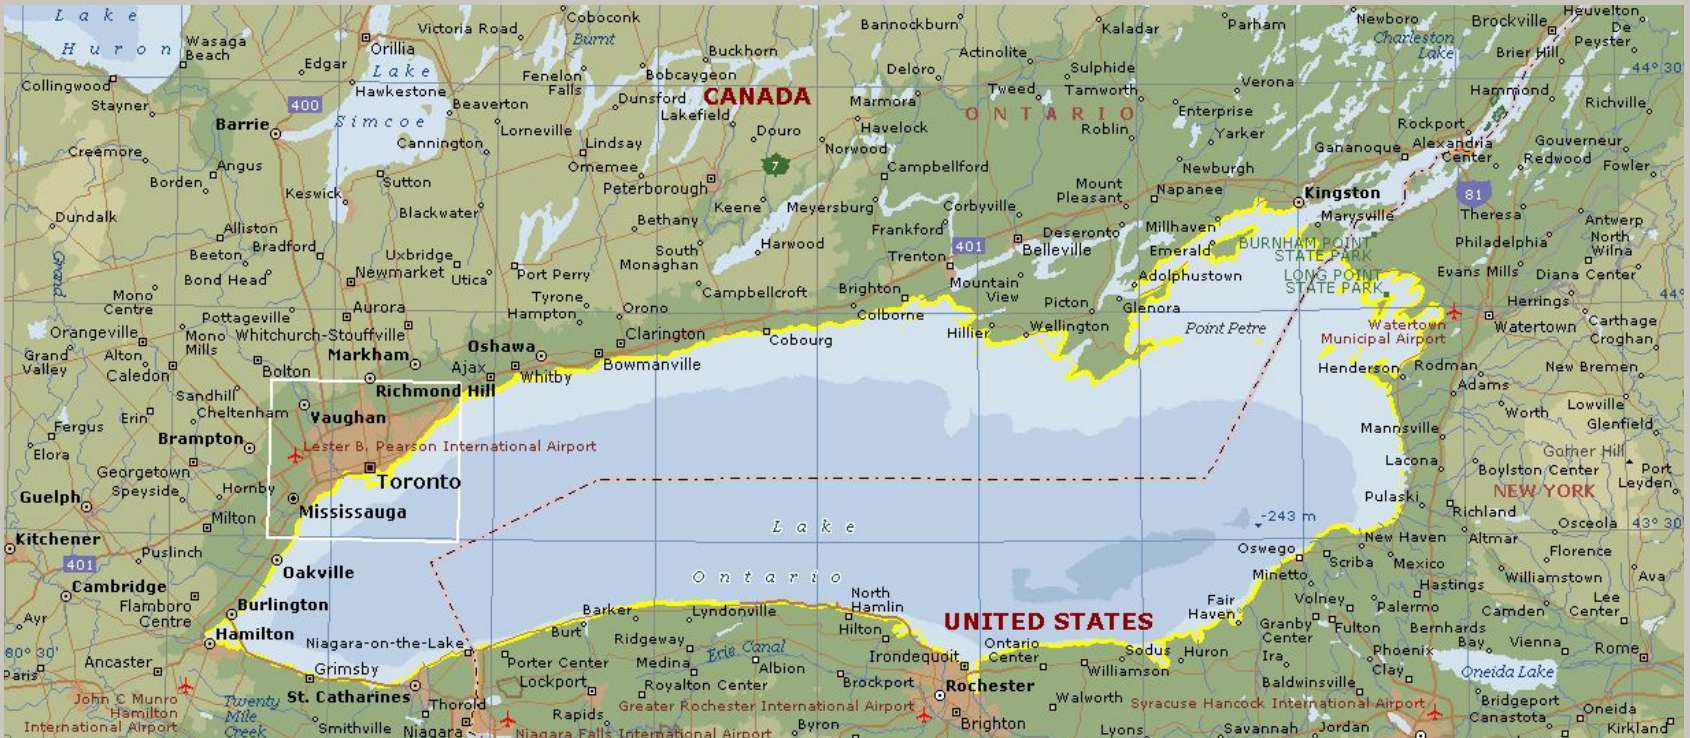 Lake
Huron
Wasaga
Beach
Collingwood
Stayner
Edgar
Orillia
Victoria Road
Coboconk
Burnt
Lake
Hawkestone
Simcoe
400
Barrie
Beaverton
Fenelon
Falls
Buckhorn
Bobcaygeon
Dunsford
Lakefield
CANADA
Bannockburn
Actinolite
Deloro
Marmora
Tweed
Sulphide
Tamworth
Kaladar
Parham
Verona
Newboro
Charleston
Lake
Brockville
Heuvelton
De
Peyster
Brier Hill
44° 30'
Hammond
Richville
ONTARIO
Roblin
Enterprise
Yarker
Rockport
Gananoque
Alexandria
Center
Gouverneur
Redwood
Fowler
Creemore
Angus
Borden
Cannington
Lorneville
Lindsay
Omemee
Peterborough
Douro
7
Havelock
Norwood
Campbellford
Newburgh
Keswick
Sutton
Blackwater
Keene
Meyersburg
Corbyville
Mount
Pleasant
Napanee
Kingston
Marysville
81
Theresa
Dundalk
Alliston
Beeton
Bradford
Bond Head
Uxbridge
Newmarket
Utica
Port Perry
Bethany
South
Monaghan
Harwood
Frankford
Trenton
401
Belleville
Deseronto
Millhaven
Emerald
BURNHAM POINT
STATE PARK
LONG POINT
STATE PARK
Philadelphia
Antwerp
North
Wilna
Evans Mills
Diana Center
Grand
Mono
Centre
Orangeville
Pottageville
Aurora
Tyrone
Hampton
Orono
Campbellcroft
Brighton
Mountain
View
Picton
Adolphustown
Glenora
44°
Herrings
Watertown
Carthage
Croghan
Grand
Valley
Alton
Caledon
Mono
Mills
Whitchurch-Stouffville
Markham
Oshawa
Ajax
Whitby
Clarington
Bowmanville
Cobourg
Colborne
Hillier
Wellington
Point Petre
Watertown
Municipal Airport
Henderson
Rodman
New Bremen
Adams
Bolton
Richmond Hill
Sandhill
Cheltenham
Vaughan
Erin
Fergus
Elora
Brampton
Lester B. Pearson International Airport
Georgetown
Speyside
Hornby
Toronto
Mississauga
Guelph
Milton
Worth
Lowville
Glenfield
Mannsville
Lacona
Gomer Hill
Boylston Center
Port
Leyden
NEW YORK
Pulaski
Richland
Lake
Ontario
-243 m
43° 30'
Osceola
New Haven
Altmar
Florence
Kitchener
Puslinch
401
Oakville
Cambridge
Flamboro
Centre
Burlington
Hamilton
Ayr
80° 30'
Paris
Ancaster
Oswego
Scriba
Mexico
Minetto
Hastings
Williamstown
Ava
Volney
Palermo
Camden
Lee
Center
Fair
Haven
Granby
Center
Fulton
Bernhards
Bay
Vienna
Rome
Niagara-on-the-Lake
Grimsby
St. Catharines
Barker
Burt
Lyndonville
North
Hamlin
Hilton
UNITED STATES
Ontario
Center
Irondequoit
Ridgeway
Medina
Erie Canal
Albion
Porter Center
Lockport
Royalton Center
Brockport
Rochester
Sodus
Huron
Williamson
Ira
Phoenix
Clay
Oneida Lake
Baldwinsville
Bridgeport
Oneida
Canastota
Kirkland
John C Munro
Hamilton
International Airport
Twenty
Mile
Creek
Smithville
Thorold
Niagara
Rapids
Niagara Falls International Airport
Greater Rochester International Airport
Byron
Brighton
Walworth
Lyons
Syracuse Hancock International Airport
Savannah
Jordan